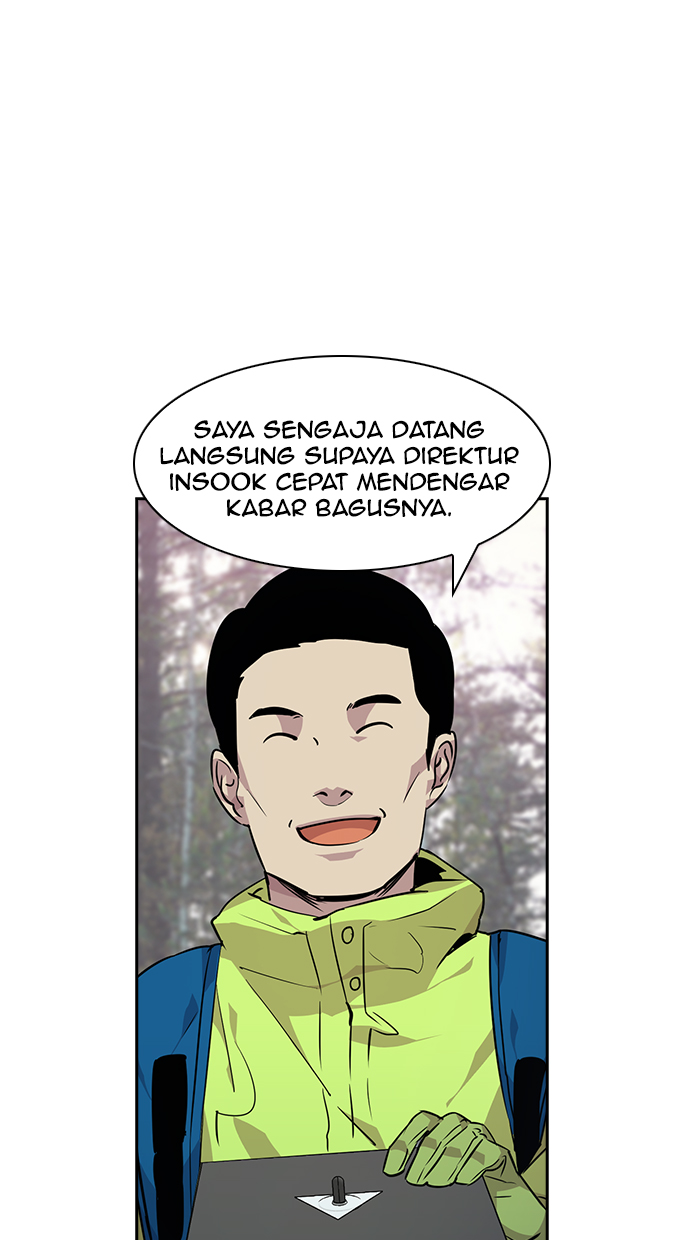 SAYA SENGAJA DATANG
LANGSUNG SUPAYA DIREKTUR
INSOOK CEPAT MENDENGAR
KABAR BAGUSNYA.